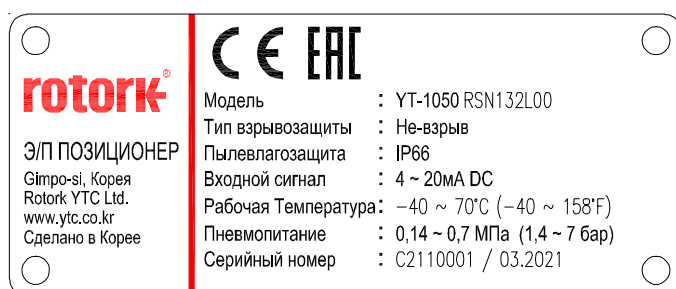 rotork®
Э/П ПОЗИЦИОНЕР
Gimpo-si, Корея
Rotork YTC Ltd.
www.ytc.co.kr
Сделано в Корее
CE EAC
Модель : YT-1050 RSN132L00
Тип взрывозащиты : Не-взрыв
Пылевлагозащита : IP66
Входной сигнал : 4 ~ 20мА DC
Рабочая Температура: -40 ~ 70°C (-40 ~ 158°F)
Пневмопитание : 0,14 ~ 0,7 МПа (1,4 ~ 7 бар)
Серийный номер : C2110001 / 03.2021